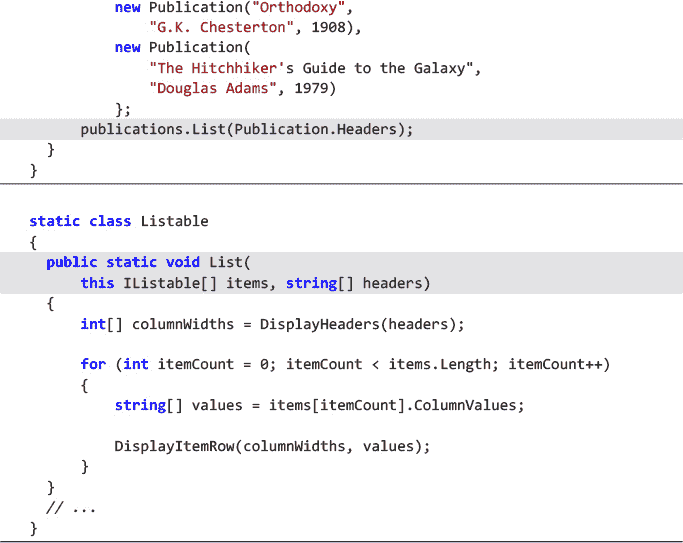 new Publication("Orthodoxy",
"G.K. Chesterton", 1908),
new Publication(
"The Hitchhiker's Guide to the Galaxy",
"Douglas Adams", 1979)
};
publications.List(Publication.Headers);
}
}
static class Listable
{
public static void List(
this IListable[] items, string[] headers)
{
int[] columnWidths = DisplayHeaders(headers);
for (int itemCount = 0; itemCount < items.Length; itemCount++)
{
string[] values = items[itemCount].ColumnValues;
DisplayItemRow(columnWidths, values);
}
}
// ...
}